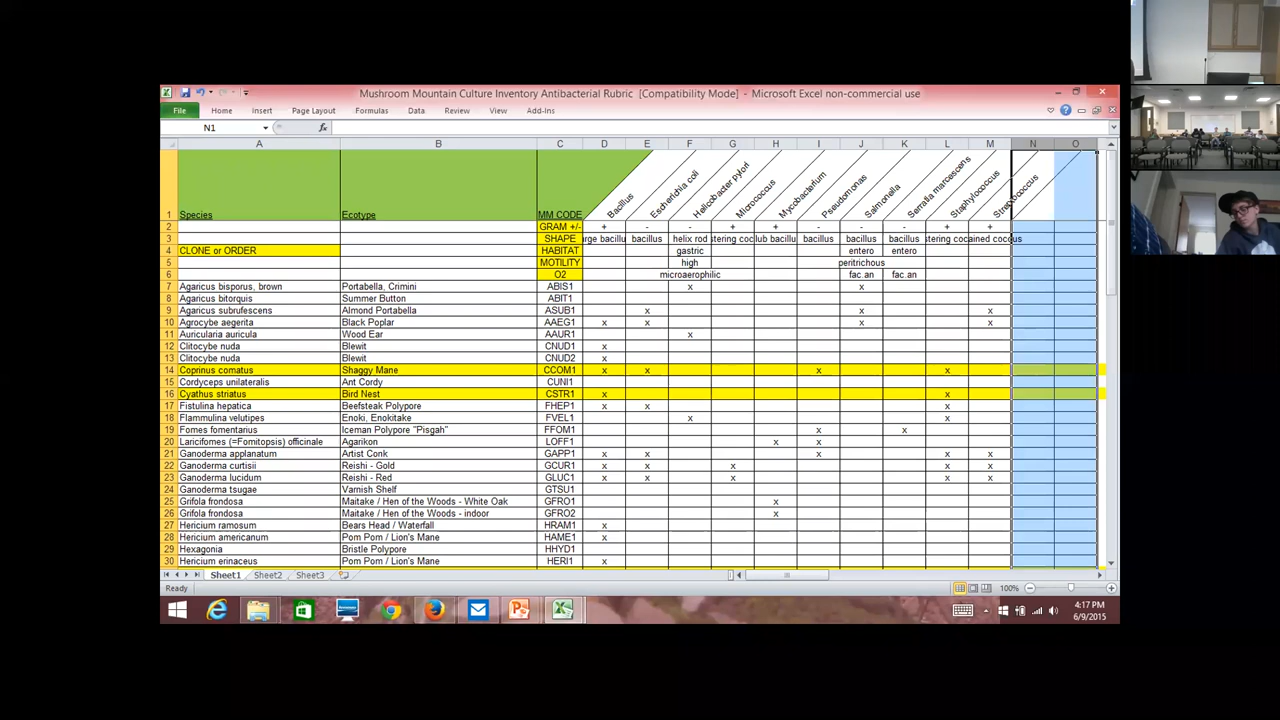 Mushroom Mountain Culture Inventory Antibacterial Rubric [Compatibility Mode] - Microsoft Excel non-commercial use
File Home Insert Page Layout Formulas Data Review View Add-Ins
N1 fx
A B C D E F G H I J K L M N O
1 Species Ecotype MM CODE Bacillus Escherichia coli Helicobacter pylori Micrococcus Mycobacterium Pseudomonas Salmonella Serratia marcescens Staphylococcus Streptococcus
2 GRAM +/- + - - + + - - - + +
3 SHAPE rge bacillu bacillus helix rod stering coc lub bacillu bacillus bacillus bacillus stering coc ained coccus
4 CLONE or ORDER HABITAT gastric entero entero
5 MOTILITY high peritrichous
6 O2 microaerophilic fac.an fac.an
7 Agaricus bisporus, brown Portabella, Crimini ABIS1 x x
8 Agaricus bitorquis Summer Button ABIT1
9 Agaricus subrufescens Almond Portabella ASUB1 x x x
10 Agrocybe aegerita Black Poplar AAEG1 x x x x
11 Auricularia auricula Wood Ear AAUR1 x
12 Clitocybe nuda Blewit CNUD1 x
13 Clitocybe nuda Blewit CNUD2 x
14 Coprinus comatus Shaggy Mane CCOM1 x x x x
15 Cordyceps unilateralis Ant Cordy CUNI1
16 Cyathus striatus Bird Nest CSTR1 x x
17 Fistulina hepatica Beefsteak Polypore FHEP1 x x x
18 Flammulina velutipes Enoki, Enokitake FVEL1 x x
19 Fomes fomentarius Iceman Polypore "Pisgah" FFOM1 x x
20 Laricifomes (=Fomitopsis) officinale Agarikon LOFF1 x x
21 Ganoderma applanatum Artist Conk GAPP1 x x x x x
22 Ganoderma curtisii Reishi - Gold GCUR1 x x x x x
23 Ganoderma lucidum Reishi - Red GLUC1 x x x x x
24 Ganoderma tsugae Varnish Shelf GTSU1
25 Grifola frondosa Maitake / Hen of the Woods - White Oak GFRO1 x
26 Grifola frondosa Maitake / Hen of the Woods - indoor GFRO2 x
27 Hericium ramosum Bears Head / Waterfall HRAM1 x
28 Hericium americanum Pom Pom / Lion's Mane HAME1 x
29 Hexagonia Bristle Polypore HHYD1
30 Hericium erinaceus Pom Pom / Lion's Mane HERI1 x
Sheet1 Sheet2 Sheet3
Ready 100%
4:17 PM
6/9/2015